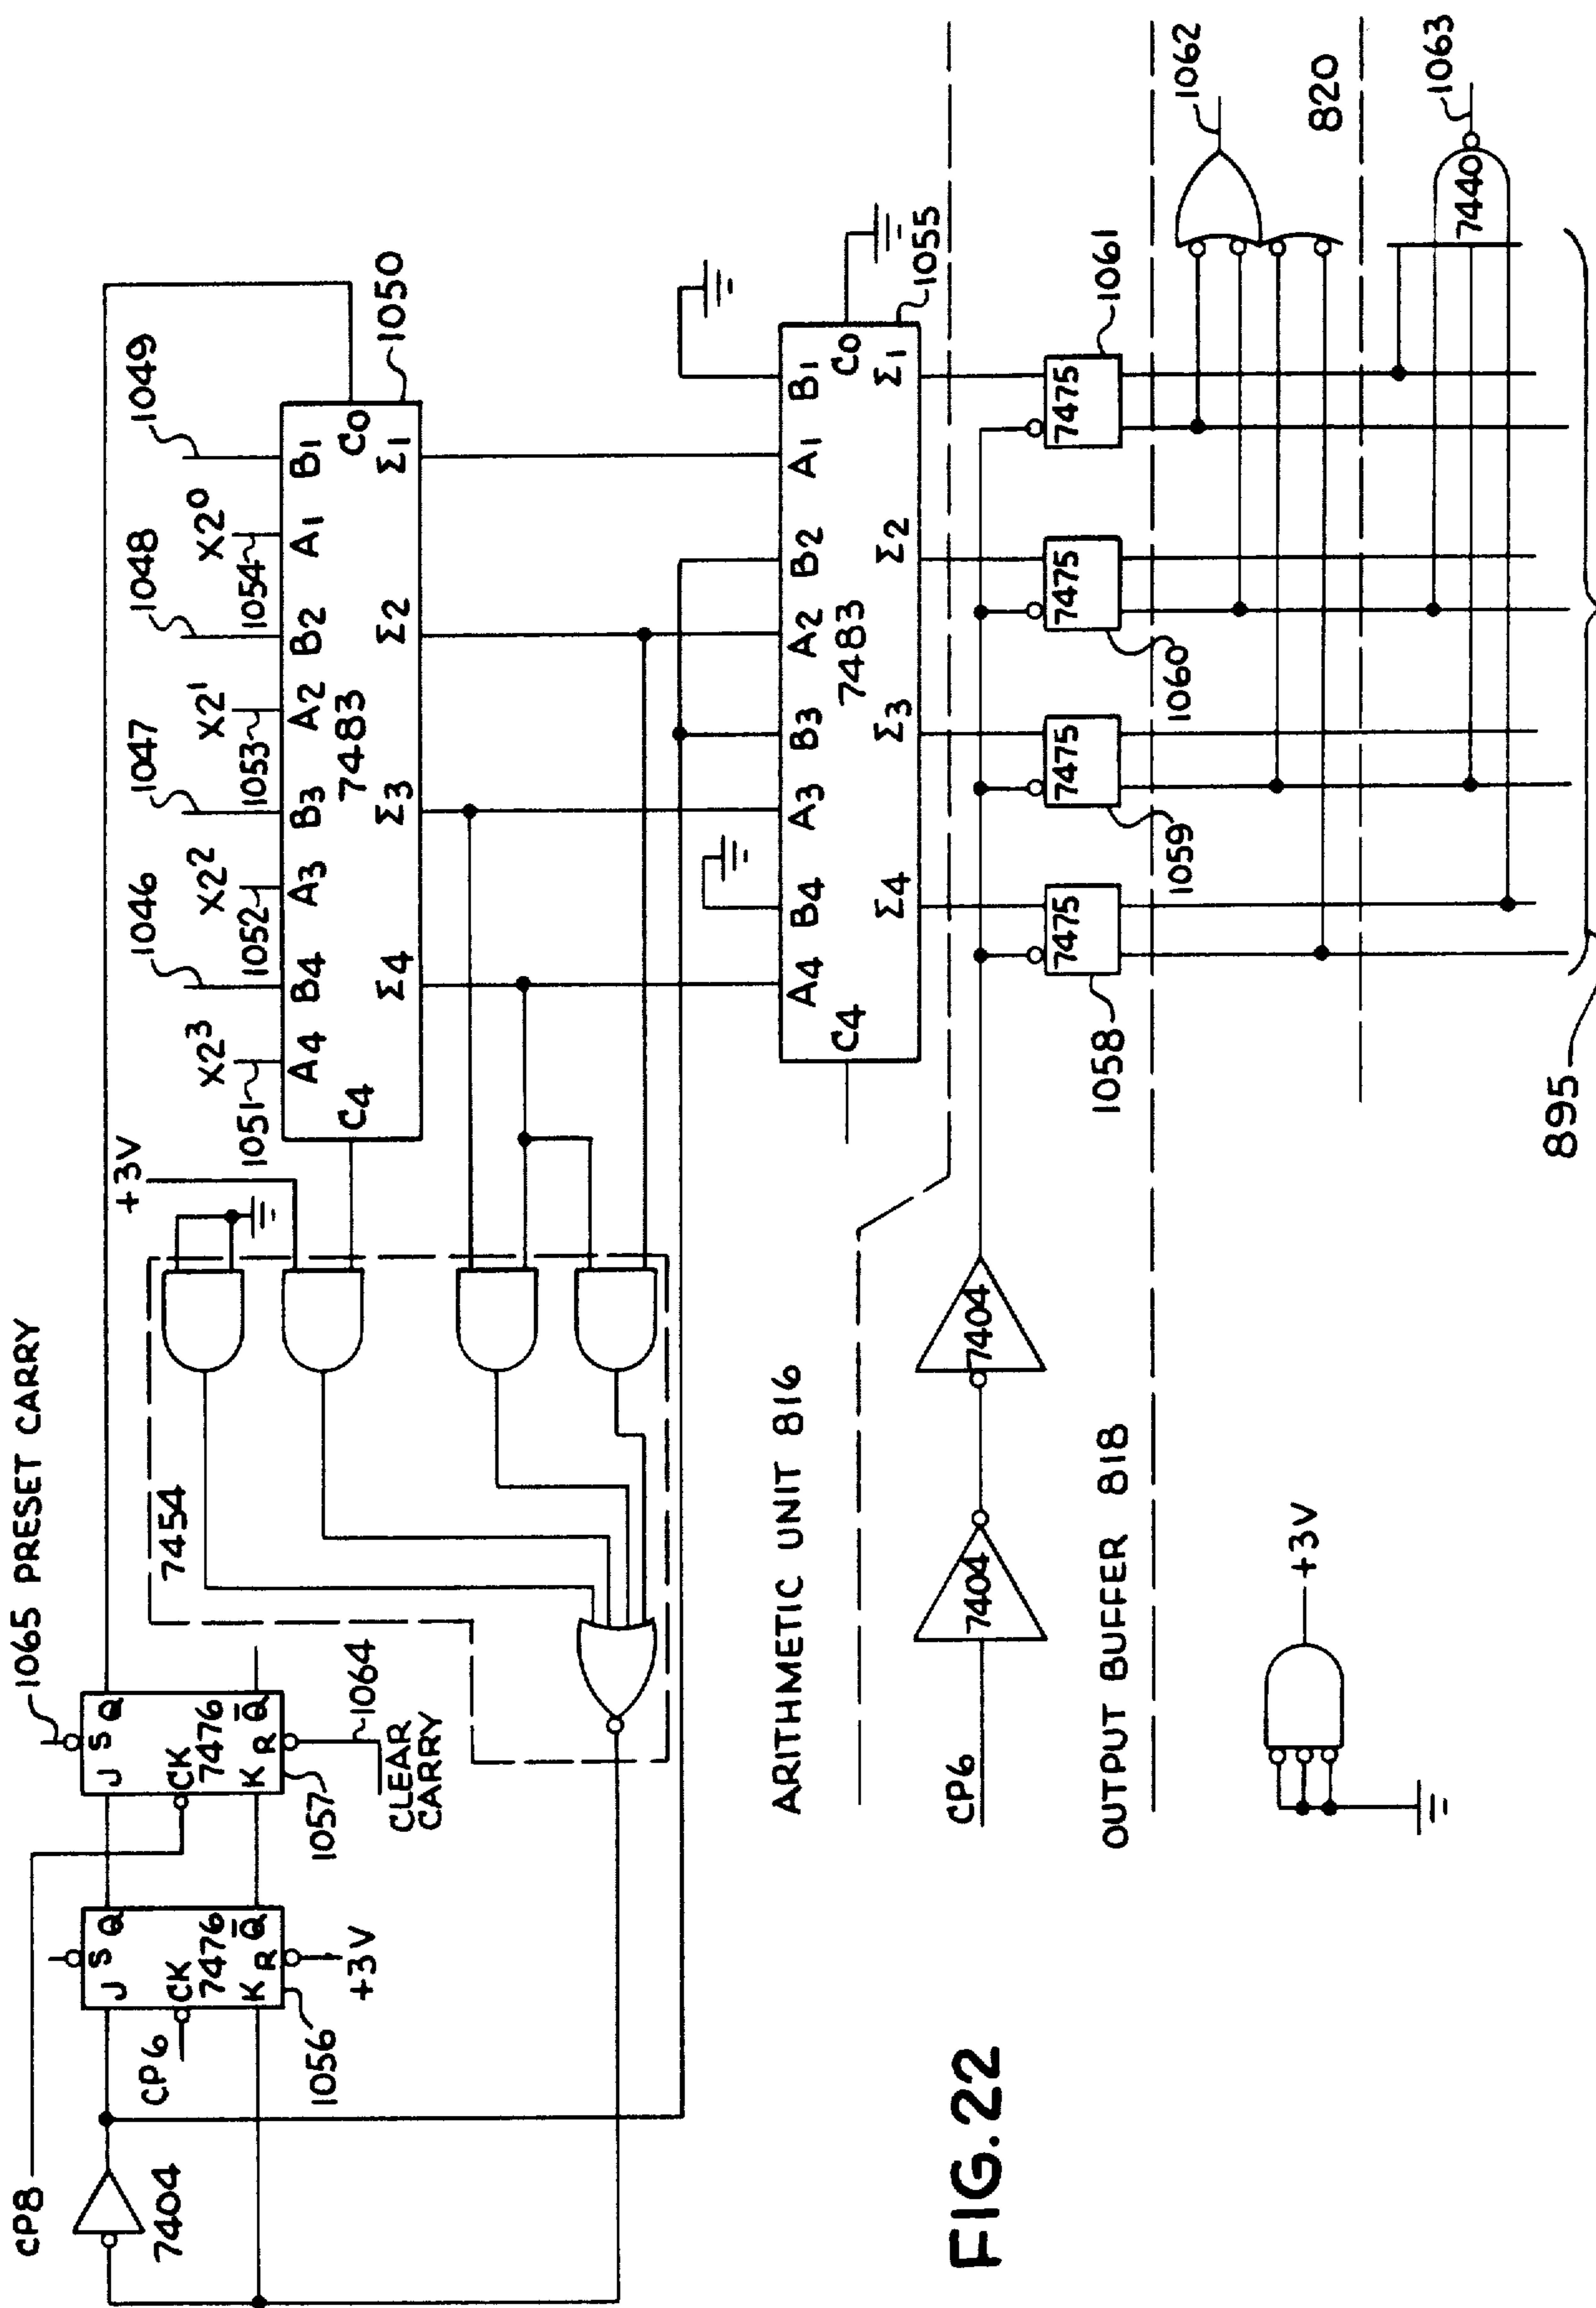 CP8
7404
CP6
J
S
Q
CK
7476
K
R
Q̄
1056
+3V
1065 PRESET CARRY
J
S
Q
CK
7476
K
R
Q̄
1057
1064
CLEAR
CARRY
7454
+3V
1051
X2³
1046
1052
X2²
1047
1053
X2¹
1048
1054
X2⁰
1049
A4
B4
A3
B3
A2
B2
A1
B1
C4
7483
C0
Σ4
Σ3
Σ2
Σ1
1050
A4
B4
A3
B3
A2
B2
A1
B1
C4
7483
C0
Σ4
Σ3
Σ2
Σ1
1055
ARITHMETIC UNIT 816
CP6
7404
7404
7475
7475
7475
7475
1058
1059
1060
1061
OUTPUT BUFFER 818
1062
820
+3V
7440
1063
895
FIG.22